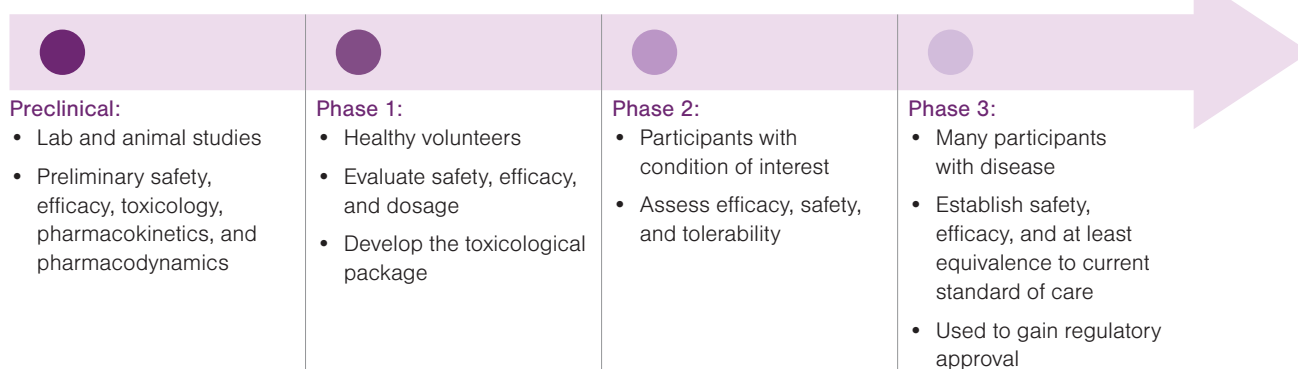 Preclinical:
• Lab and animal studies
• Preliminary safety,
efficacy, toxicology,
pharmacokinetics, and
pharmacodynamics
Phase 1:
• Healthy volunteers
• Evaluate safety, efficacy,
and dosage
• Develop the toxicological
package
Phase 2:
• Participants with
condition of interest
• Assess efficacy, safety,
and tolerability
Phase 3:
• Many participants
with disease
• Establish safety,
efficacy, and at least
equivalence to current
standard of care
• Used to gain regulatory
approval